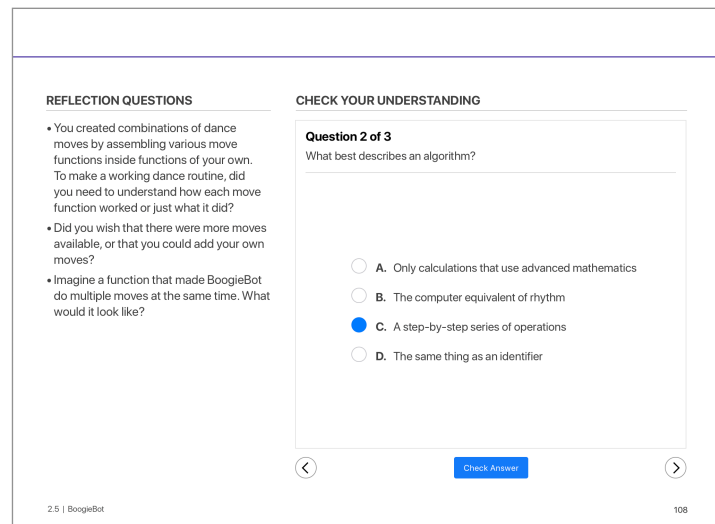 REFLECTION QUESTIONS
• You created combinations of dance
moves by assembling various move
functions inside functions of your own.
To make a working dance routine, did
you need to understand how each move
function worked or just what it did?
• Did you wish that there were more moves
available, or that you could add your own
moves?
• Imagine a function that made BoogieBot
do multiple moves at the same time. What
would it look like?
CHECK YOUR UNDERSTANDING
Question 2 of 3
What best describes an algorithm?
A. Only calculations that use advanced mathematics
B. The computer equivalent of rhythm
C. A step-by-step series of operations
D. The same thing as an identifier
Check Answer
2.5 | BoogieBot
108